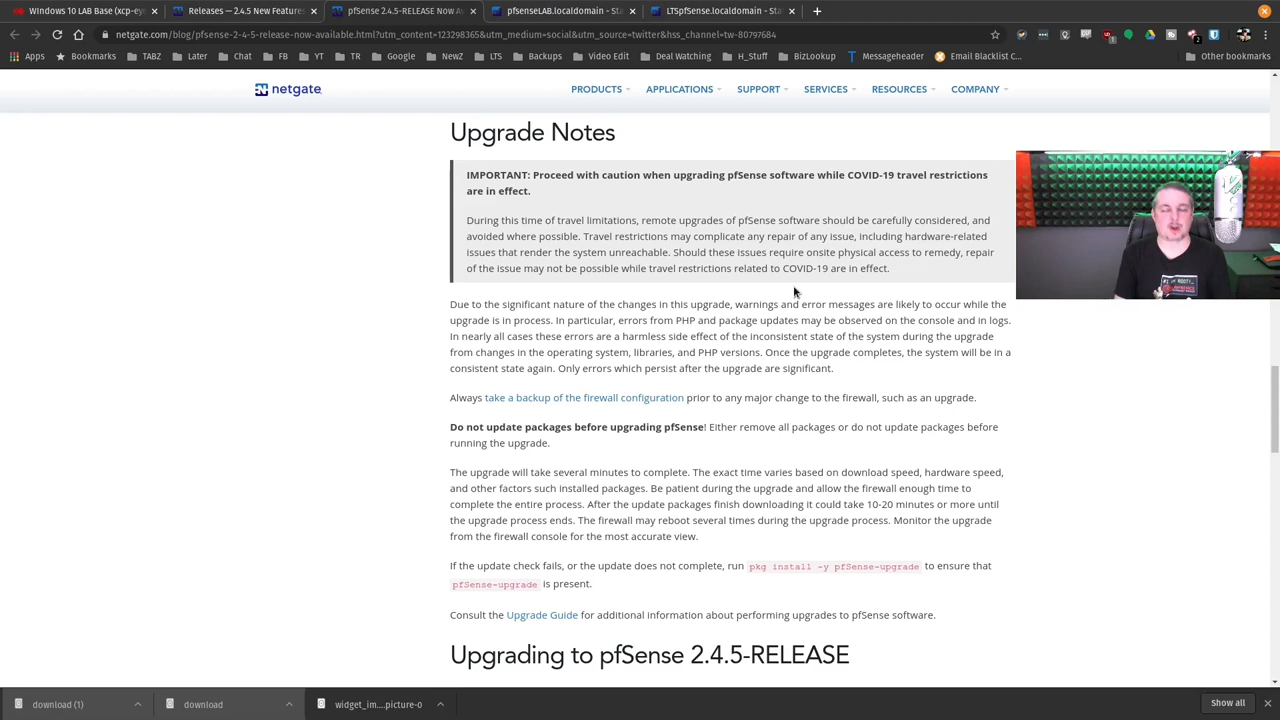 Windows 10 LAB Base (xcp-eye
Releases — 2.4.5 New Features
pfSense 2.4.5-RELEASE Now Av
pfsenseLAB.localdomain - Sta
LTSpfSense.localdomain - Sta
netgate.com/blog/pfsense-2-4-5-release-now-available.html?utm_content=123298365&utm_medium=social&utm_source=twitter&hss_channel=tw-80797684
Apps Bookmarks TABZ Later Chat FB YT TR Google NewZ LTS Backups Video Edit Deal Watching H_Stuff BizLookup Messageheader Email Blacklist C... Other bookmarks
netgate
PRODUCTS APPLICATIONS SUPPORT SERVICES RESOURCES COMPANY
Upgrade Notes
IMPORTANT: Proceed with caution when upgrading pfSense software while COVID-19 travel restrictions
are in effect.
During this time of travel limitations, remote upgrades of pfSense software should be carefully considered, and
avoided where possible. Travel restrictions may complicate any repair of any issue, including hardware-related
issues that render the system unreachable. Should these issues require onsite physical access to remedy, repair
of the issue may not be possible while travel restrictions related to COVID-19 are in effect.
Due to the significant nature of the changes in this upgrade, warnings and error messages are likely to occur while the
upgrade is in process. In particular, errors from PHP and package updates may be observed on the console and in logs.
In nearly all cases these errors are a harmless side effect of the inconsistent state of the system during the upgrade
from changes in the operating system, libraries, and PHP versions. Once the upgrade completes, the system will be in a
consistent state again. Only errors which persist after the upgrade are significant.
Always take a backup of the firewall configuration prior to any major change to the firewall, such as an upgrade.
Do not update packages before upgrading pfSense! Either remove all packages or do not update packages before
running the upgrade.
The upgrade will take several minutes to complete. The exact time varies based on download speed, hardware speed,
and other factors such installed packages. Be patient during the upgrade and allow the firewall enough time to
complete the entire process. After the update packages finish downloading it could take 10-20 minutes or more until
the upgrade process ends. The firewall may reboot several times during the upgrade process. Monitor the upgrade
from the firewall console for the most accurate view.
If the update check fails, or the update does not complete, run pkg install -y pfSense-upgrade to ensure that
pfSense-upgrade is present.
Consult the Upgrade Guide for additional information about performing upgrades to pfSense software.
Upgrading to pfSense 2.4.5-RELEASE
download (1)
download
widget_im....picture-0
Show all